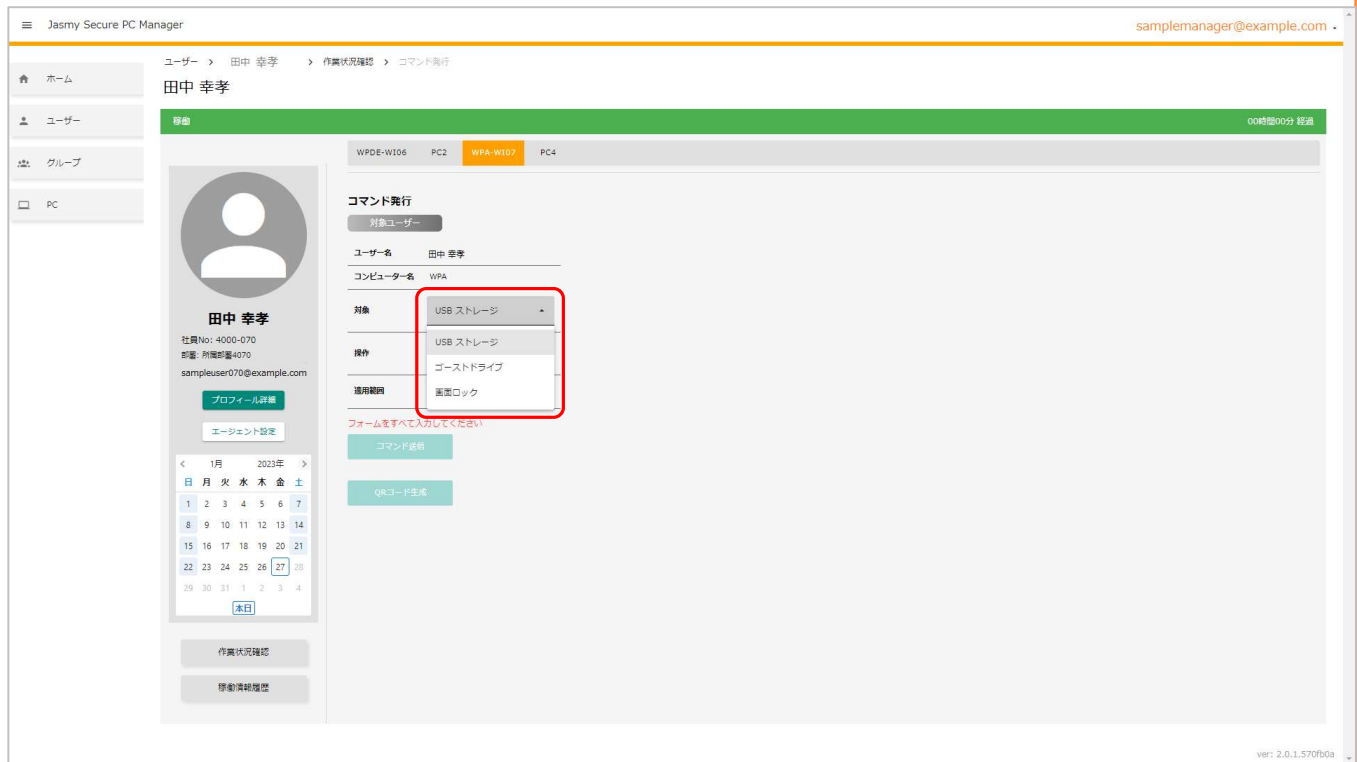 Jasmy Secure PC Manager
samplemanager@example.com
ユーザー > 田中 幸孝 > 作業状況確認 > コマンド発行
田中 幸孝
ホーム
ユーザー
グループ
PC
稼働
00時間00分 経過
WPDE-WI06 PC2 WPA-WI07 PC4
田中 幸孝
社員No: 4000-070
部署: 所属部署4070
sampleuser070@example.com
プロフィール詳細
エージェント設定
< 1月 2023年 >
日 月 火 水 木 金 土
1 2 3 4 5 6 7
8 9 10 11 12 13 14
15 16 17 18 19 20 21
22 23 24 25 26 27 28
29 30 31 1 2 3 4
本日
作業状況確認
稼働情報履歴
コマンド発行
対象ユーザー
ユーザー名 田中 幸孝
コンピューター名 WPA
対象 USB ストレージ
USB ストレージ
操作
ゴーストドライブ
適用範囲
画面ロック
フォームをすべて入力してください
コマンド送信
QRコード生成
ver: 2.0.1.570fb0a